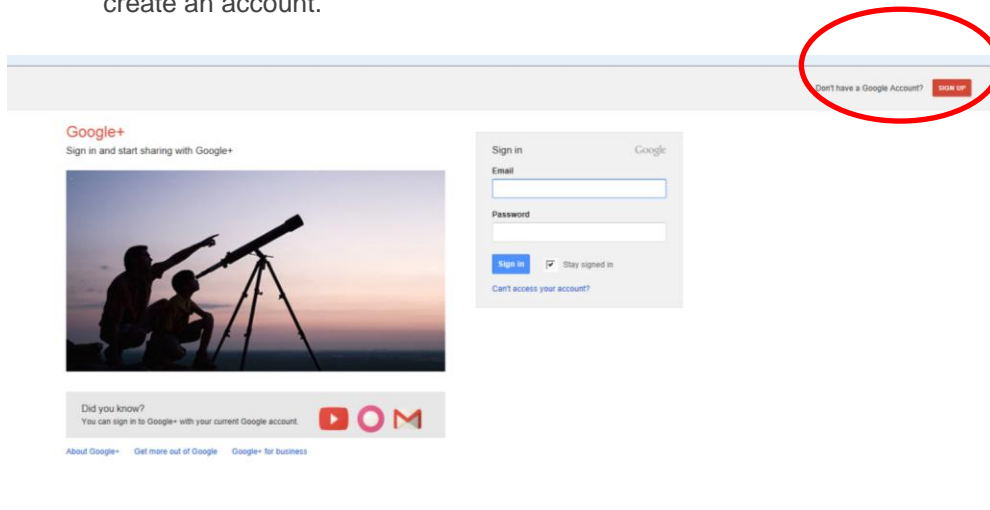 create an account.
Don't have a Google Account? SIGN UP
Google+
Sign in and start sharing with Google+
Sign in Google
Email
Password
Sign in Stay signed in
Can't access your account?
Did you know?
You can sign in to Google+ with your current Google account.
About Google+ Get more out of Google Google+ for business